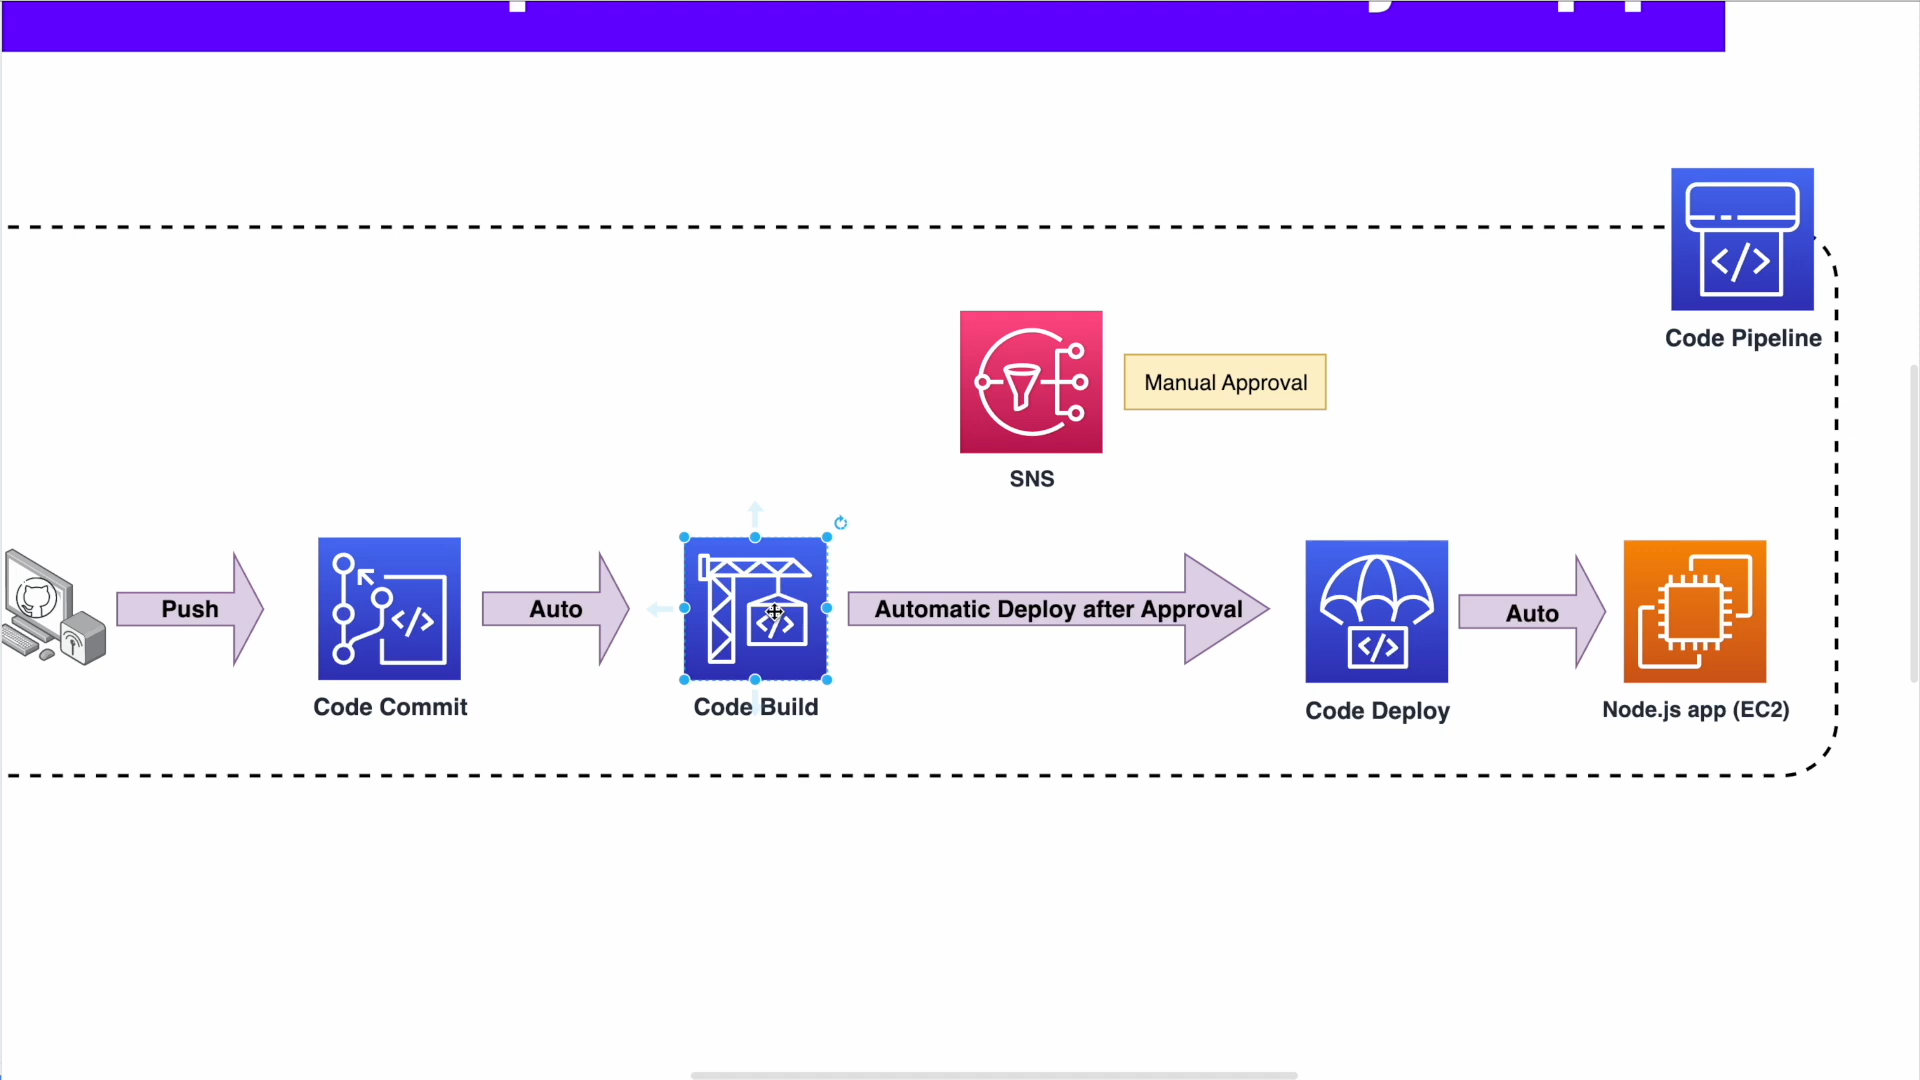 Code Pipeline
Manual Approval
SNS
Push
Auto
Automatic Deploy after Approval
Auto
Code Commit
Code Build
Code Deploy
Node.js app (EC2)